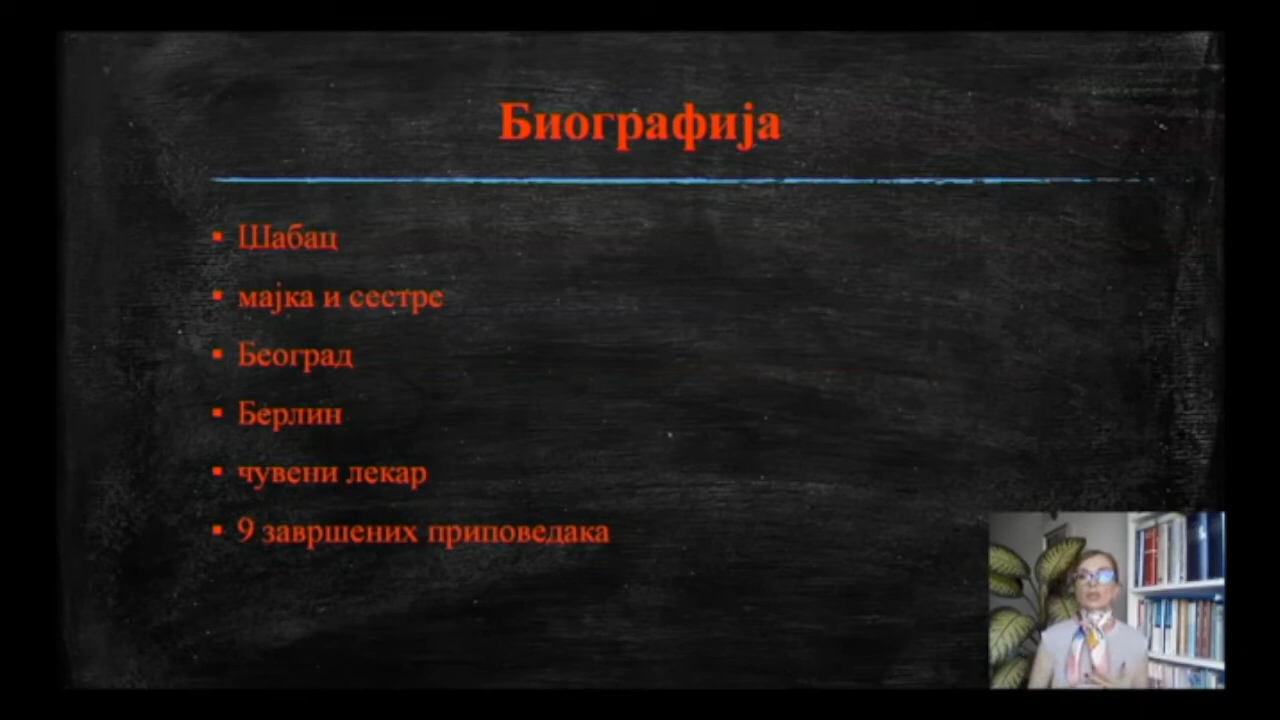 Биографија
▪ Шабац
▪ мајка и сестре
▪ Београд
▪ Берлин
▪ чувени лекар
▪ 9 завршених приповедака